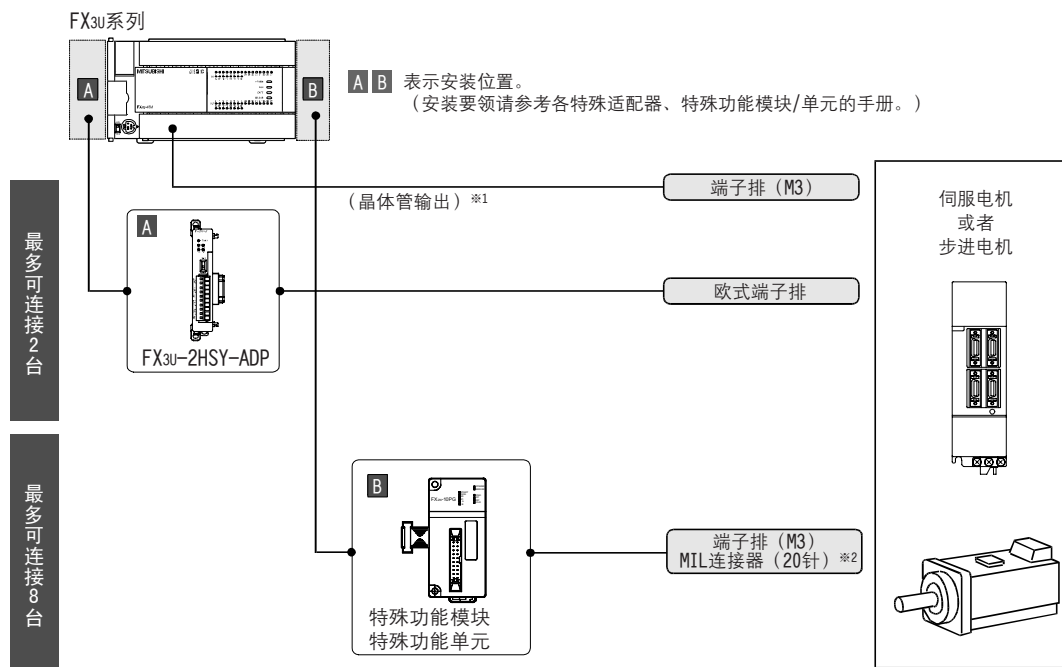 FX3U系列
A
MITSUBISHI
B
A B 表示安装位置。
（安装要领请参考各特殊适配器、特殊功能模块/单元的手册。）
（晶体管输出）※1
端子排（M3）
伺服电机
或者
步进电机
最多可连接2台
A
FX3U-2HSY-ADP
欧式端子排
最多可连接8台
B
FX2N-10PG
特殊功能模块
特殊功能单元
端子排（M3）
MIL连接器（20针）※2